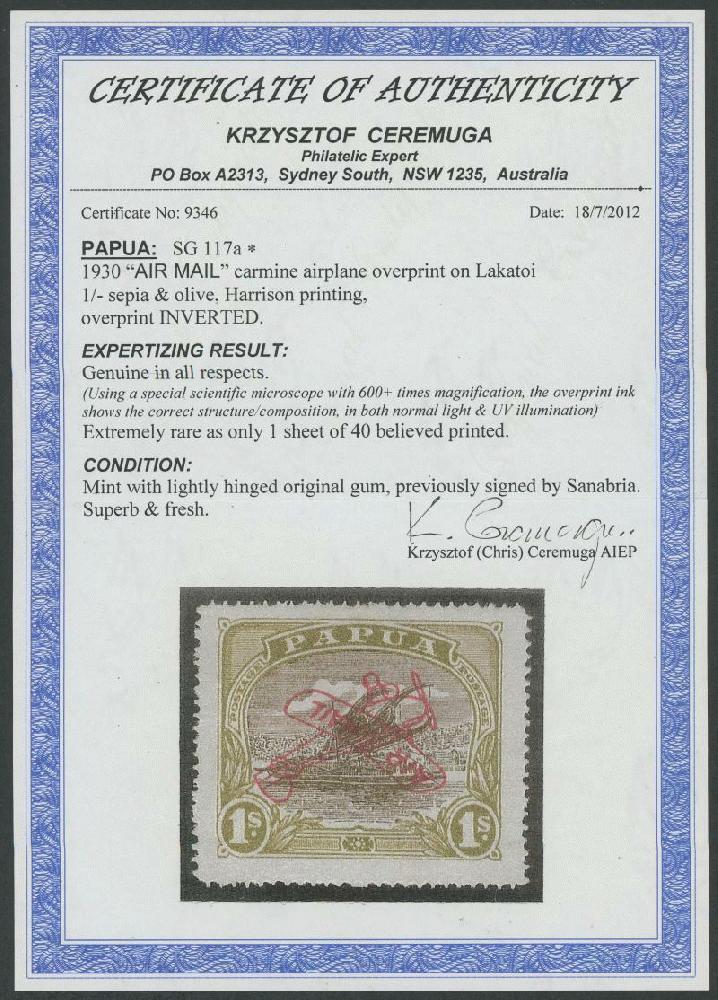 CERTIFICATE OF AUTHENTICITY
KRZYSZTOF CEREMUGA
Philatelic Expert
PO Box A2313, Sydney South, NSW 1235, Australia
Certificate No: 9346 Date: 18/7/2012
PAPUA: SG 117a *
1930 “AIR MAIL” carmine airplane overprint on Lakatoi
1/- sepia & olive, Harrison printing,
overprint INVERTED.
EXPERTIZING RESULT:
Genuine in all respects.
(Using a special scientific microscope with 600+ times magnification, the overprint ink
shows the correct structure/composition, in both normal light & UV illumination)
Extremely rare as only 1 sheet of 40 believed printed.
CONDITION:
Mint with lightly hinged original gum, previously signed by Sanabria.
Superb & fresh.
K. Ceremuga
Krzysztof (Chris) Ceremuga AIEP
PAPUA
POSTAGE POSTAGE
AIR MAIL
1s. 1s.